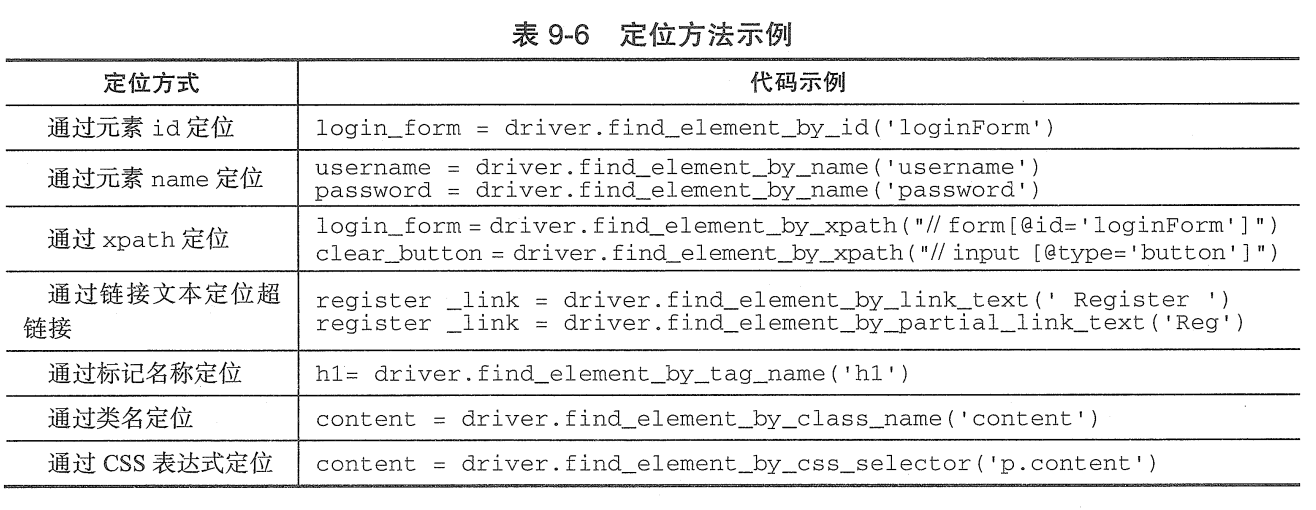 表 9-6 定位方法示例
定位方式 代码示例
通过元素 id 定位 login_form = driver.find_element_by_id('loginForm')
通过元素 name 定位 username = driver.find_element_by_name('username')
password = driver.find_element_by_name('password')
通过 xpath 定位 login_form = driver.find_element_by_xpath("// form[@id='loginForm']")
clear_button = driver.find_element_by_xpath("// input [@type='button']")
通过链接文本定位超
链接
register _link = driver.find_element_by_link_text(' Register ')
register _link = driver.find_element_by_partial_link_text('Reg')
通过标记名称定位 h1= driver.find_element_by_tag_name('h1')
通过类名定位 content = driver.find_element_by_class_name('content')
通过 CSS 表达式定位 content = driver.find_element_by_css_selector('p.content')